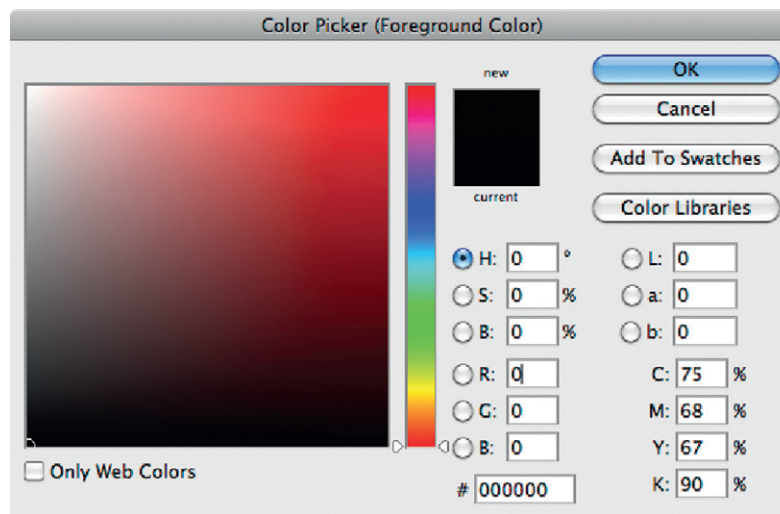 Color Picker (Foreground Color)
new
current
OK
Cancel
Add To Swatches
Color Libraries
H: 0 °
S: 0 %
B: 0 %
R: 0
G: 0
B: 0
# 000000
L: 0
a: 0
b: 0
C: 75 %
M: 68 %
Y: 67 %
K: 90 %
Only Web Colors